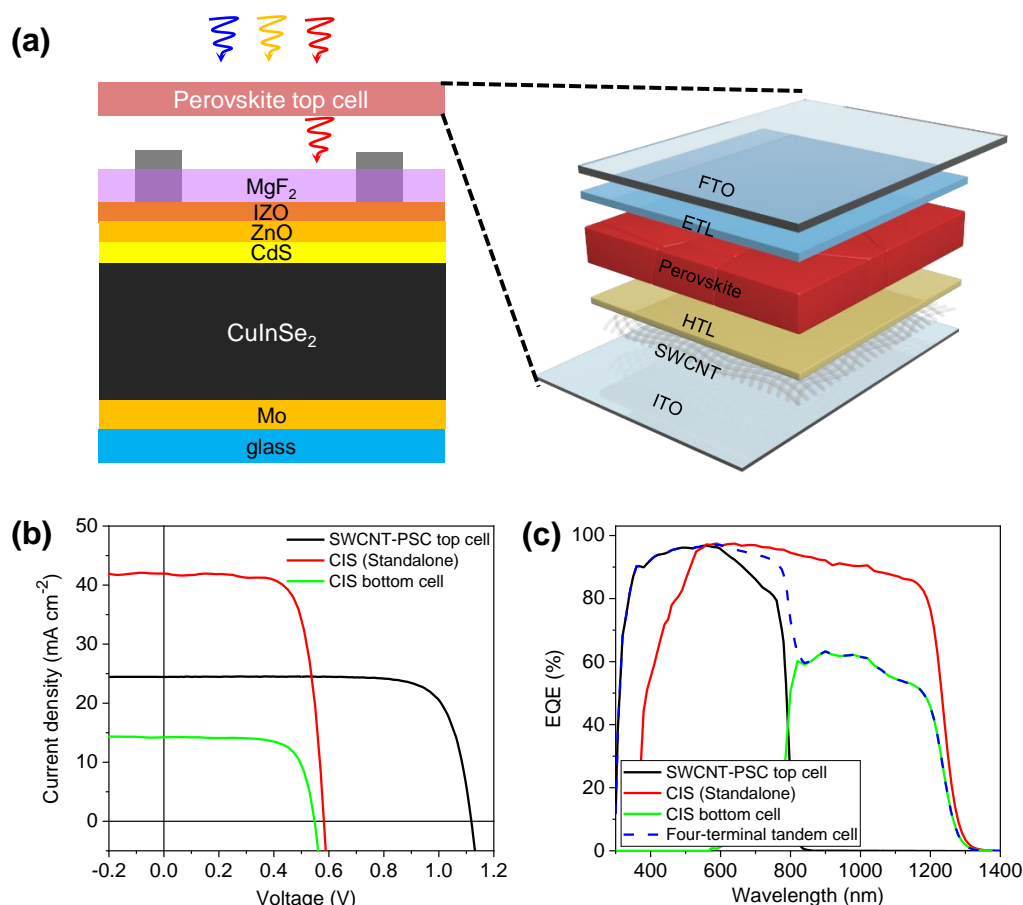 (a)
Perovskite top cell
MgF₂
IZO
ZnO
CdS
CuInSe₂
Mo
glass
FTO
ETL
Perovskite
HTL
SWCNT
ITO
(b)
50
40
30
20
10
0
-0.2 0.0 0.2 0.4 0.6 0.8 1.0 1.2
Current density (mA cm⁻²)
Voltage (V)
SWCNT-PSC top cell
CIS (Standalone)
CIS bottom cell
(c)
100
80
60
40
20
0
400 600 800 1000 1200 1400
EQE (%)
Wavelength (nm)
SWCNT-PSC top cell
CIS (Standalone)
CIS bottom cell
Four-terminal tandem cell